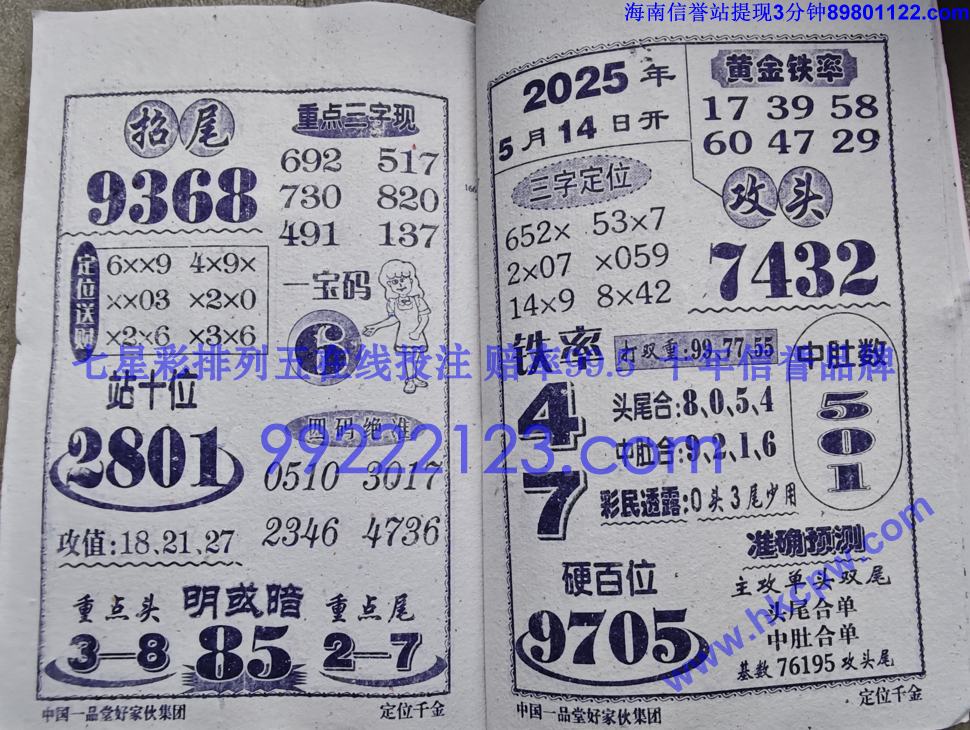 海南信誉站提现3分钟89801122.com
招尾
9368
重点三字现
692 517
730 820
491 137
166
定位送财
6××9 4×9×
××03 ×2×0
×2×6 ×3×6
一宝码
6
站十位
2801
四码绝准
0510 3017
2346 4736
攻值:18、21、27
重点头 明或暗 重点尾
3—8 85 2—7
中国一品堂好家伙集团 定位千金
2025年
5月14日开
黄金铁率
17 39 58
60 47 29
三字定位
652× 53×7
2×07 ×059
14×9 8×42
攻头
7432
铁率
4
7
打双重:99、77、55
头尾合:8、0、5、4
中肚合:9、2、1、6
彩民透露:0头3尾少用
中肚数
501
硬百位
9705
准确预测
主攻单头双尾
头尾合单
中肚合单
基数76195攻头尾
中国一品堂好家伙集团 定位千金
七星彩排列五在线投注 赔率99.5 十年信誉品牌
99222123.com
www.hkcpw.com